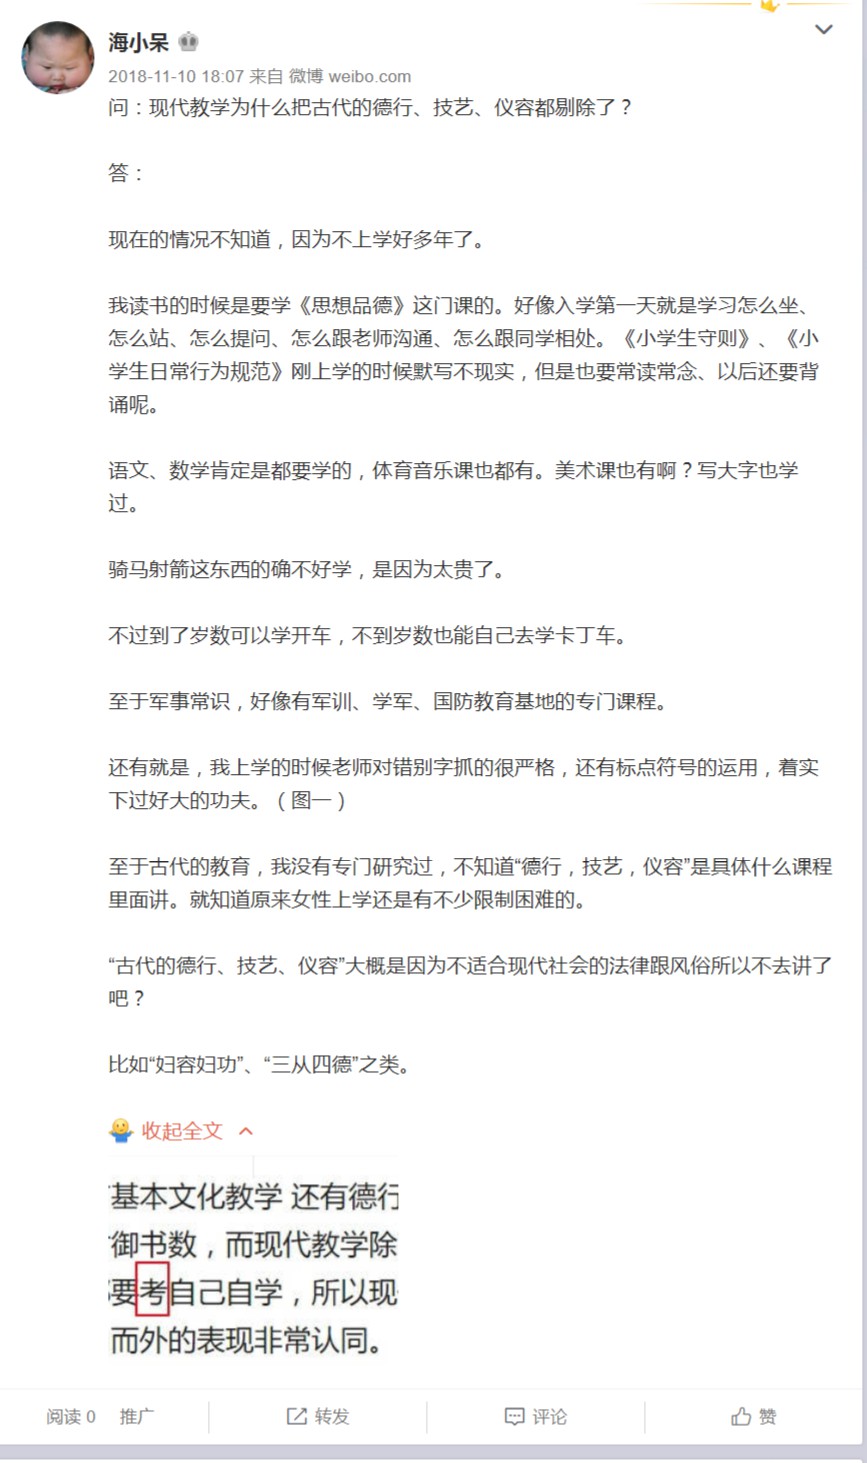 海小呆
2018-11-10 18:07 来自 微博 weibo.com
问：现代教学为什么把古代的德行、技艺、仪容都剔除了？
答：
现在的情况不知道，因为不上学好多年了。
我读书的时候是要学《思想品德》这门课的。好像入学第一天就是学习怎么坐、
怎么站、怎么提问、怎么跟老师沟通、怎么跟同学相处。《小学生守则》、《小
学生日常行为规范》刚上学的时候默写不现实，但是也要常读常念、以后还要背
诵呢。
语文、数学肯定是都要学的，体育音乐课也都有。美术课也有啊？写大字也学
过。
骑马射箭这东西的确不好学，是因为太贵了。
不过到了岁数可以学开车，不到岁数也能自己去学卡丁车。
至于军事常识，好像有军训、学军、国防教育基地的专门课程。
还有就是，我上学的时候老师对错别字抓的很严格，还有标点符号的运用，着实
下过好大的功夫。（图一）
至于古代的教育，我没有专门研究过，不知道“德行，技艺，仪容”是具体什么课程
里面讲。就知道原来女性上学还是有不少限制困难的。
“古代的德行、技艺、仪容”大概是因为不适合现代社会的法律跟风俗所以不去讲了
吧？
比如“妇容妇功”、“三从四德”之类。
收起全文
基本文化教学 还有德行
御书数，而现代教学除
要考自己自学，所以现
而外的表现非常认同。
阅读 0 推广 转发 评论 赞